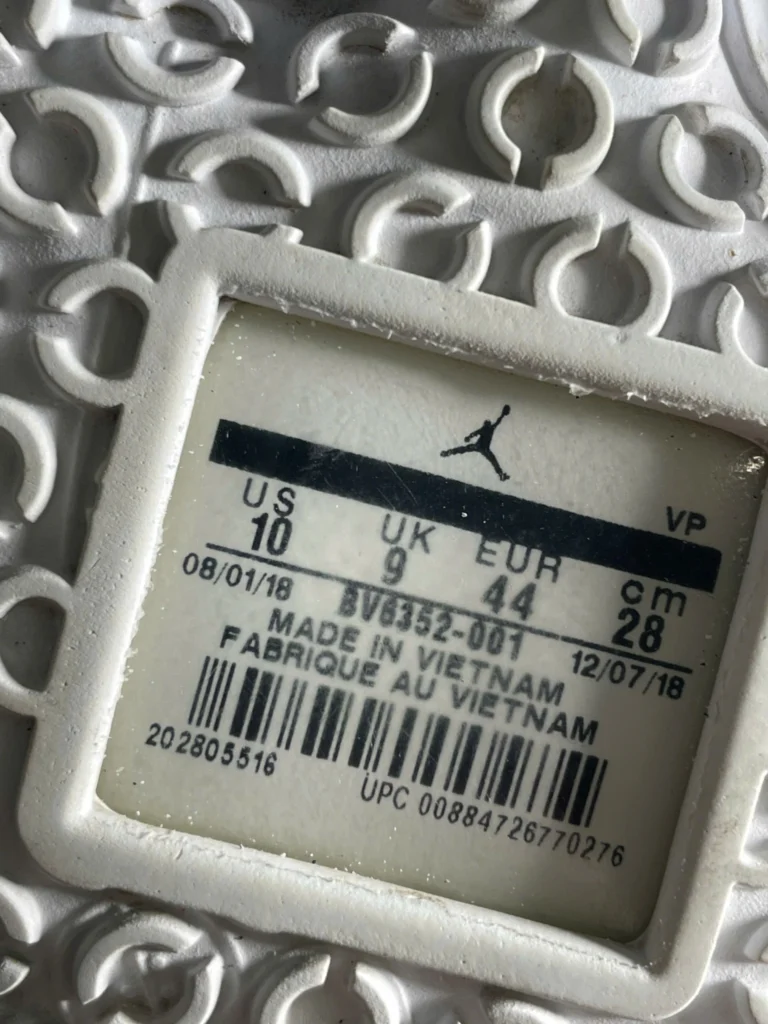 VP
US UK EUR cm
10 9 44 28
08/01/18 BV6352-001 12/07/18
MADE IN VIETNAM
FABRIQUE AU VIETNAM
202805516
UPC 00884726770276